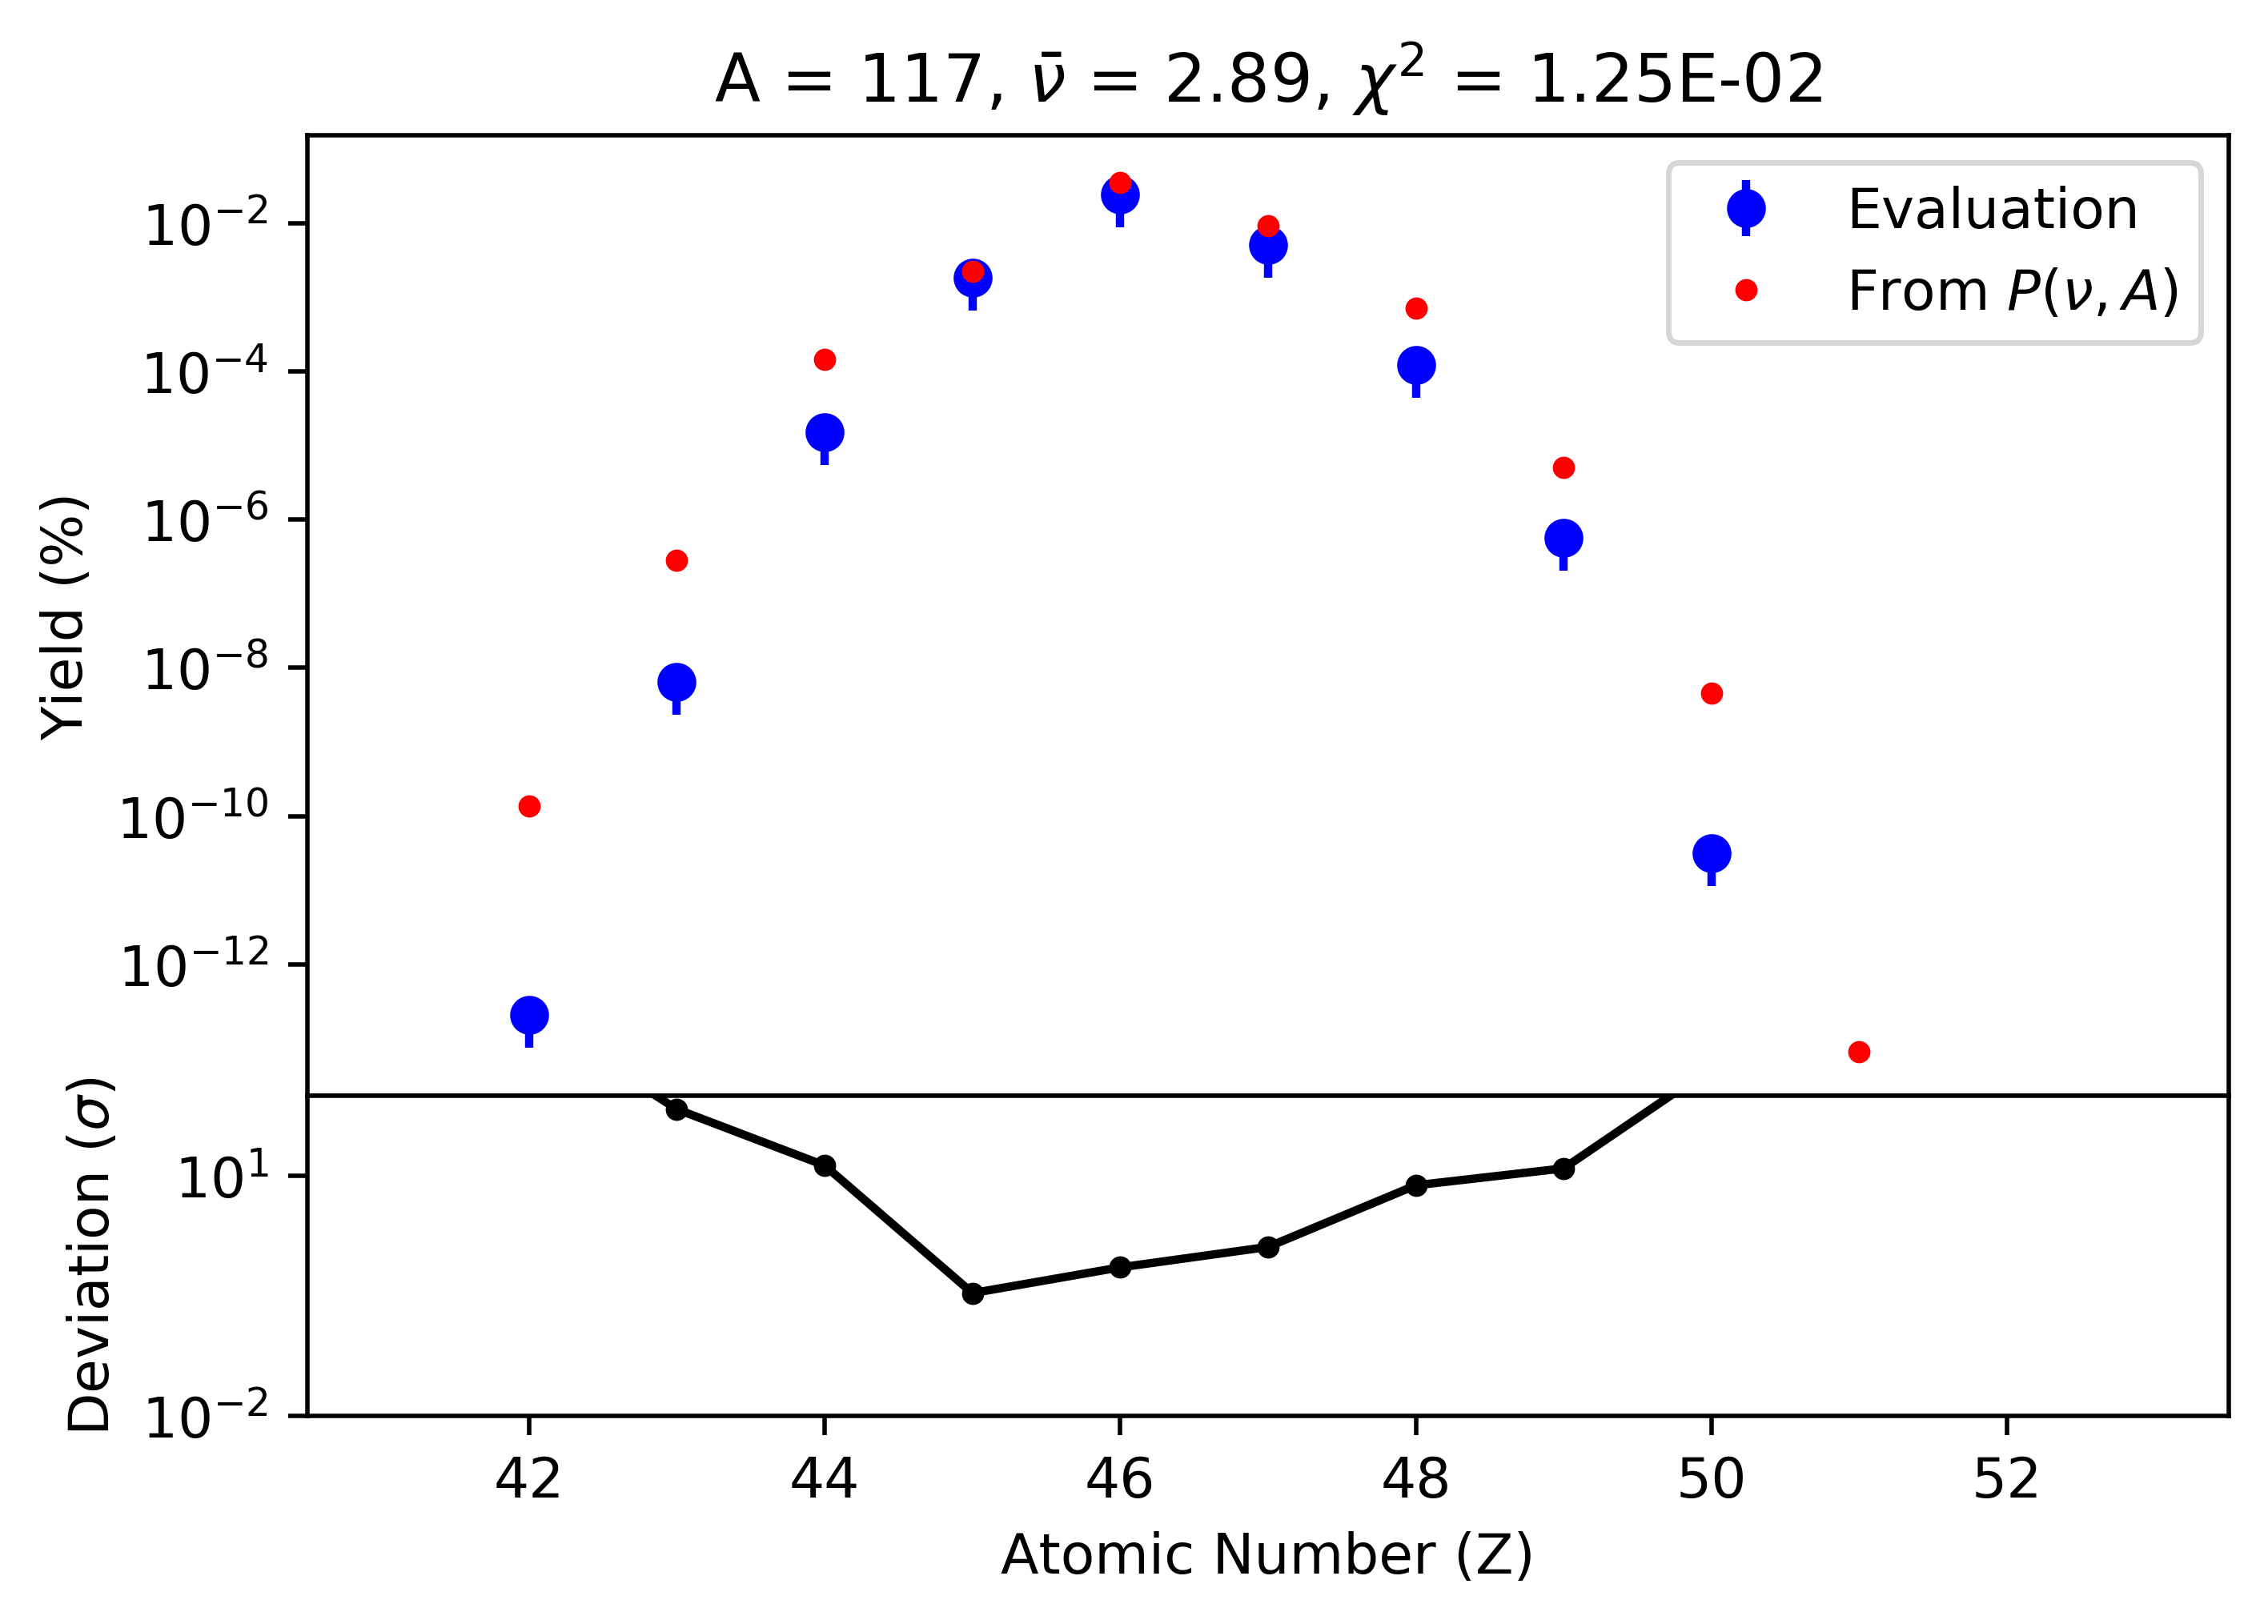 A = 117, ν̄ = 2.89, χ² = 1.25E-02
Evaluation
From P(ν, A)
Yield (%)
10⁻²
10⁻⁴
10⁻⁶
10⁻⁸
10⁻¹⁰
10⁻¹²
Deviation (σ)
10¹
10⁻²
42 44 46 48 50 52
Atomic Number (Z)